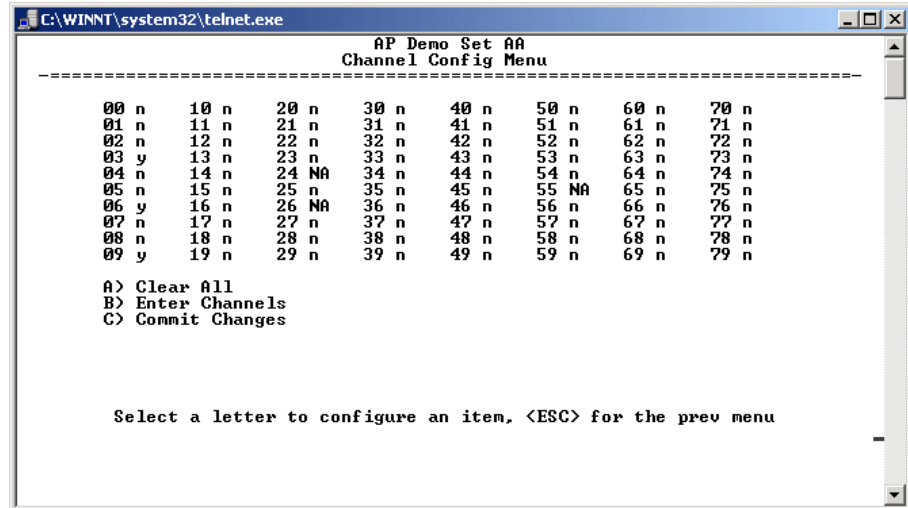 C:\WINNT\system32\telnet.exe
AP Demo Set AA
Channel Config Menu
00 n 10 n 20 n 30 n 40 n 50 n 60 n 70 n
01 n 11 n 21 n 31 n 41 n 51 n 61 n 71 n
02 n 12 n 22 n 32 n 42 n 52 n 62 n 72 n
03 y 13 n 23 n 33 n 43 n 53 n 63 n 73 n
04 n 14 n 24 NA 34 n 44 n 54 n 64 n 74 n
05 n 15 n 25 n 35 n 45 n 55 NA 65 n 75 n
06 y 16 n 26 NA 36 n 46 n 56 n 66 n 76 n
07 n 17 n 27 n 37 n 47 n 57 n 67 n 77 n
08 n 18 n 28 n 38 n 48 n 58 n 68 n 78 n
09 y 19 n 29 n 39 n 49 n 59 n 69 n 79 n
A) Clear All
B) Enter Channels
C) Commit Changes
Select a letter to configure an item, <ESC> for the prev menu